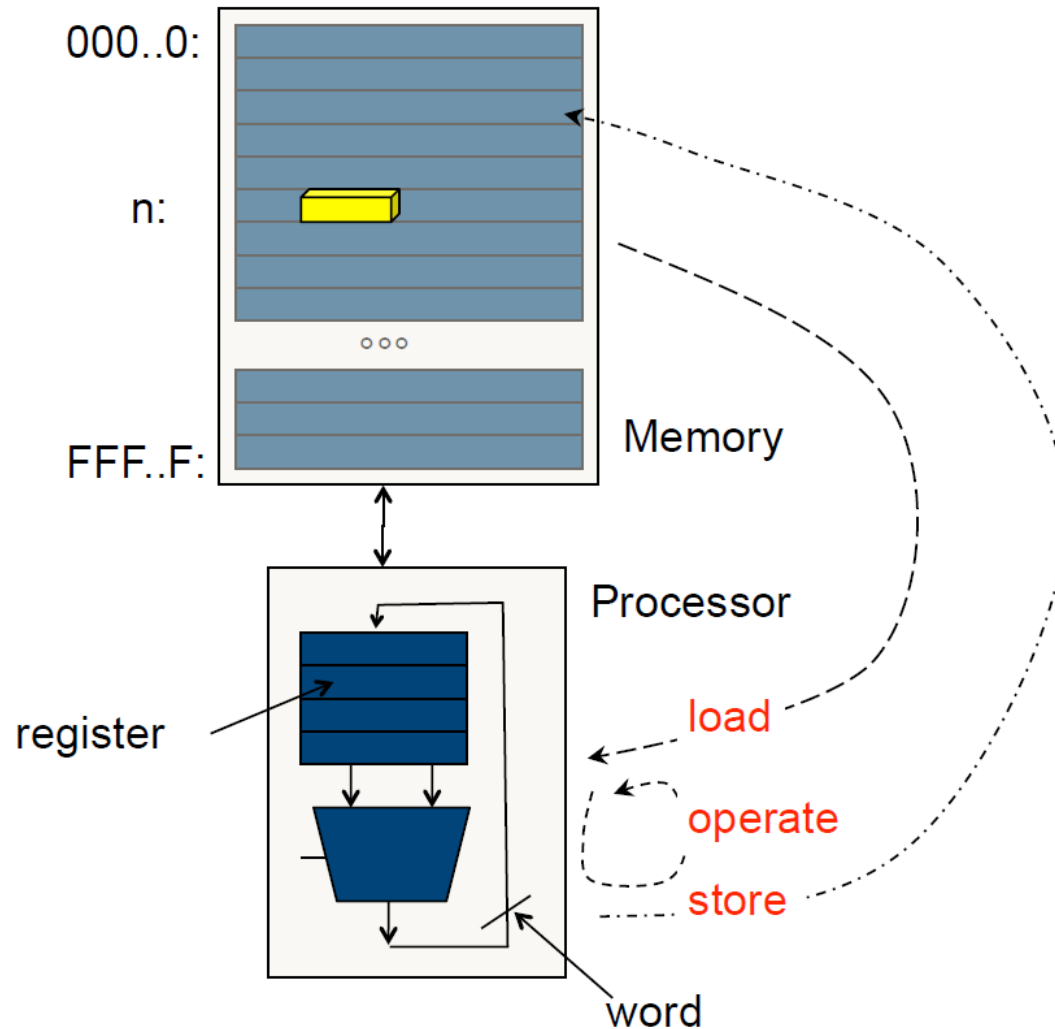 000..0:
n:
FFF..F:
Memory
Processor
register
load
operate
store
word